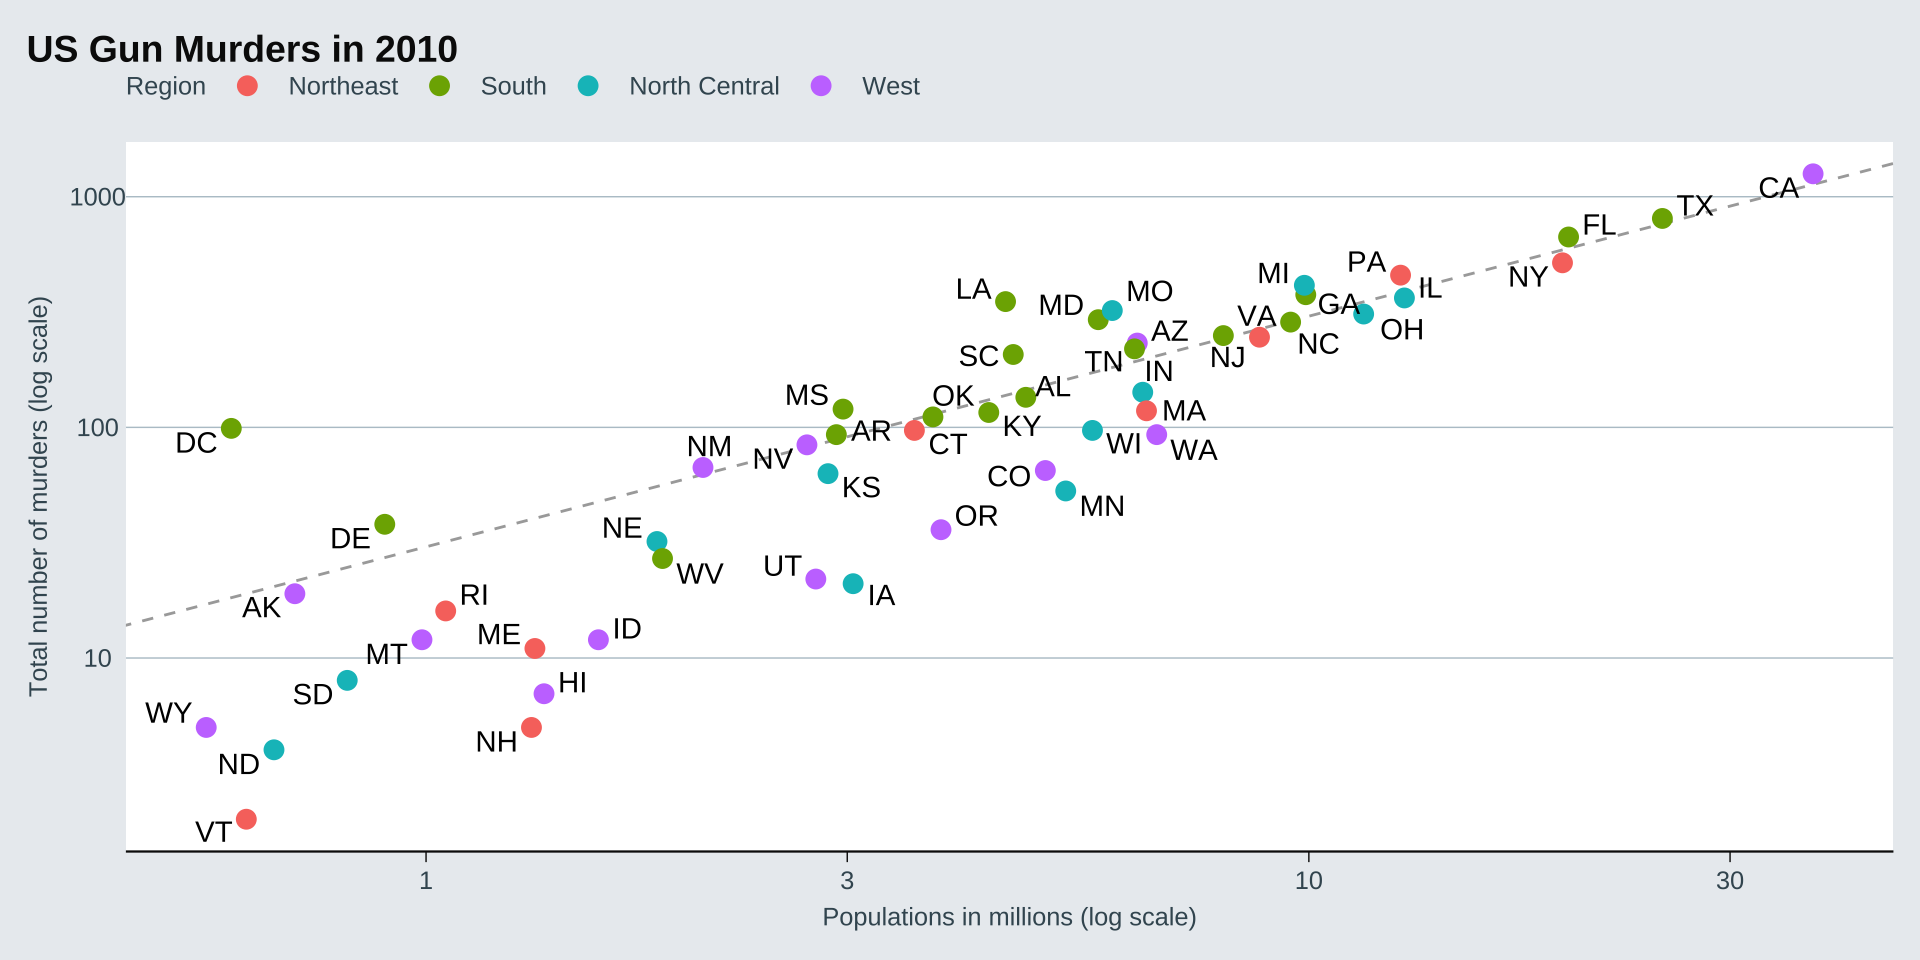 US Gun Murders in 2010
Region Northeast South North Central West
Total number of murders (log scale)
1000
100
10
CA
TX
FL
NY
PA
IL
MI
GA
OH
VA
NC
NJ
LA
MD
MO
AZ
SC
TN
IN
MS
OK
AL
MA
DC
AR
CT
KY
WI
WA
NM
NV
KS
CO
MN
OR
DE
NE
WV
UT
IA
AK
RI
ME
ID
MT
SD
HI
WY
NH
ND
VT
1 3 10 30
Populations in millions (log scale)